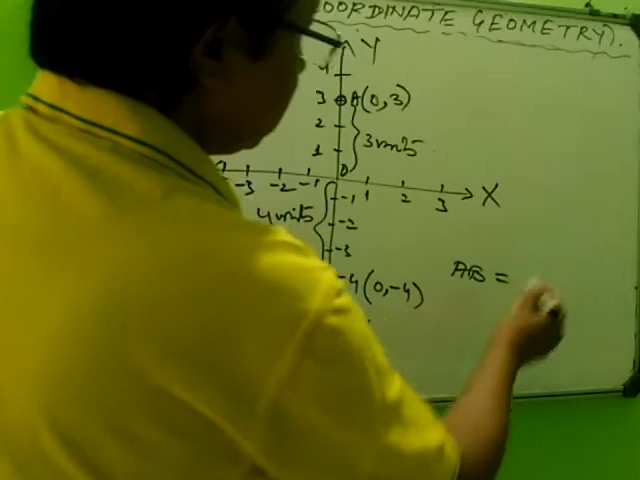 OORDINATE GEOMETRY).
Y
4
3 A(0,3)
2
3 units
1
0
-3 -2 -1 1 2 3 X
-1
4 units
-2
-3
-4(0,-4)
AB =